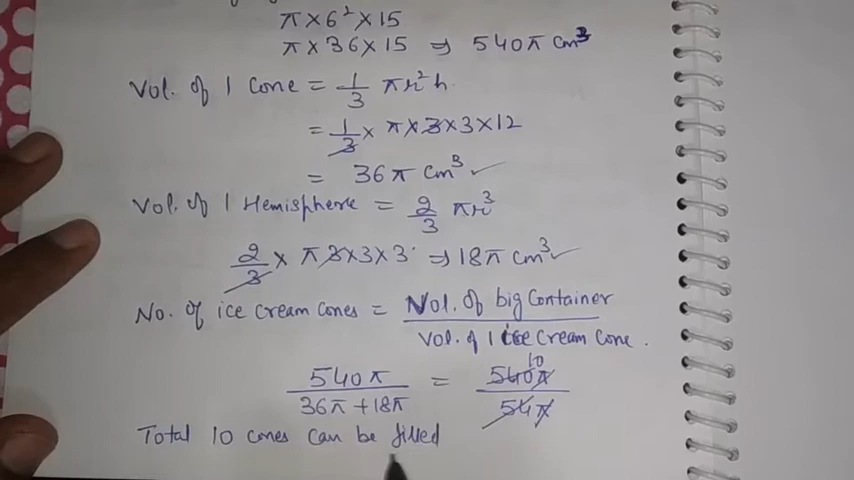 π×6²×15
π×36×15 ⇒ 540π cm³
Vol. of 1 Cone = 1/3 πr²h
= 1/3 × π×3×3×12
= 36π cm³ ✓
Vol. of 1 Hemisphere = 2/3 πr³
2/3 × π 3×3×3 ⇒ 18π cm³ ✓
No. of ice cream Cones = Vol. of big Container / Vol. of 1 ice cream Cone.
540π / 36π+18π = 540π / 54π 10
Total 10 cones can be filled